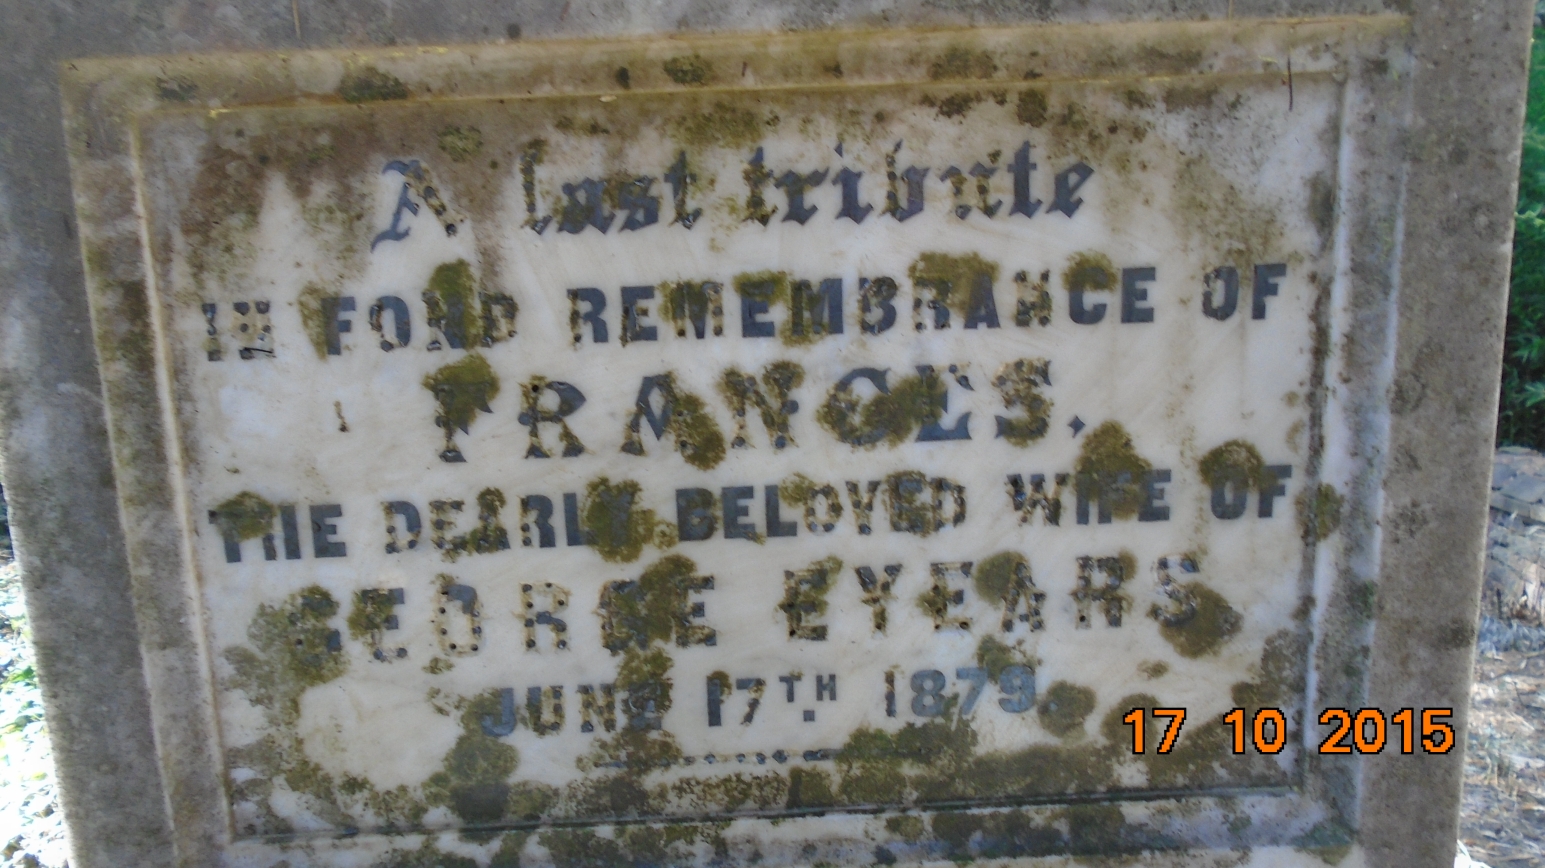 A last tribute
IN FOND REMEMBRANCE OF
FRANCES.
THE DEARLY BELOVED WIFE OF
GEORGE EYEARS
JUNE 17TH. 1879.
17 10 2015